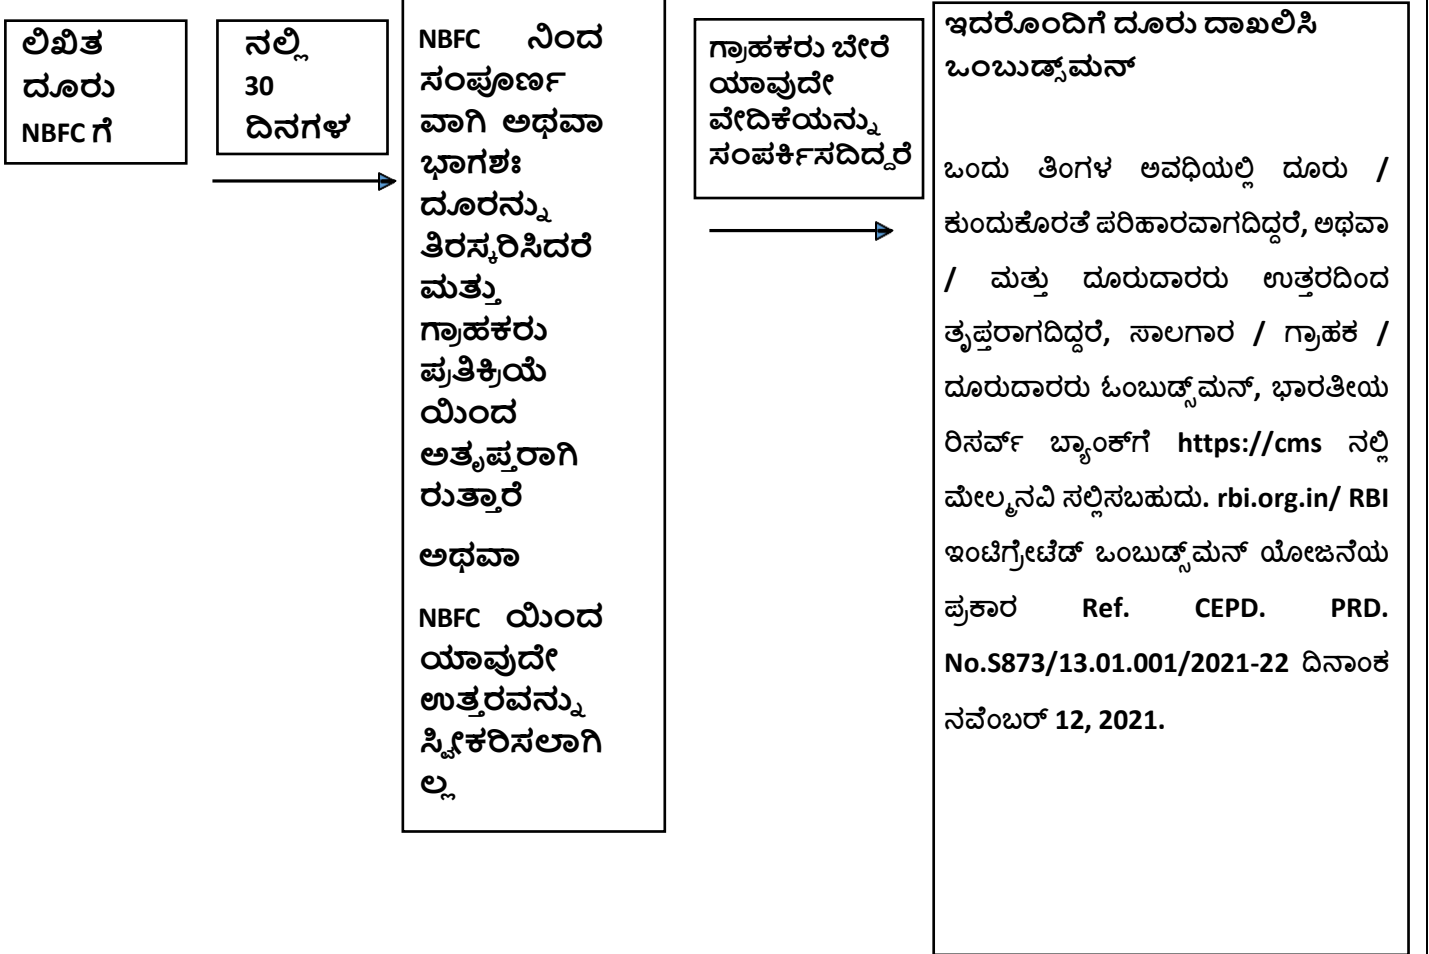 ಲಿಖಿತ
ದೂರು
NBFC ಗೆ
ನಲ್ಲಿ
30
ದಿನಗಳ
NBFC ನಿಂದ
ಸಂಪೂರ್ಣ
ವಾಗಿ ಅಥವಾ
ಭಾಗಶಃ
ದೂರನ್ನು
ತಿರಸ್ಕರಿಸಿದರೆ
ಮತ್ತು
ಗ್ರಾಹಕರು
ಪ್ರತಿಕ್ರಿಯೆ
ಯಿಂದ
ಅತೃಪ್ತರಾಗಿ
ರುತ್ತಾರೆ
ಅಥವಾ
NBFC ಯಿಂದ
ಯಾವುದೇ
ಉತ್ತರವನ್ನು
ಸ್ವೀಕರಿಸಲಾಗಿ
ಲ್ಲ
ಗ್ರಾಹಕರು ಬೇರೆ
ಯಾವುದೇ
ವೇದಿಕೆಯನ್ನು
ಸಂಪರ್ಕಿಸದಿದ್ದರೆ
ಇದರೊಂದಿಗೆ ದೂರು ದಾಖಲಿಸಿ
ಒಂಬುಡ್ಸ್‌ಮನ್
ಒಂದು ತಿಂಗಳ ಅವಧಿಯಲ್ಲಿ ದೂರು /
ಕುಂದುಕೊರತೆ ಪರಿಹಾರವಾಗದಿದ್ದರೆ, ಅಥವಾ
/ ಮತ್ತು ದೂರುದಾರರು ಉತ್ತರದಿಂದ
ತೃಪ್ತರಾಗದಿದ್ದರೆ, ಸಾಲಗಾರ / ಗ್ರಾಹಕ /
ದೂರುದಾರರು ಓಂಬುಡ್ಸ್‌ಮನ್, ಭಾರತೀಯ
ರಿಸರ್ವ್ ಬ್ಯಾಂಕ್‌ಗೆ https://cms ನಲ್ಲಿ
ಮೇಲ್ಮನವಿ ಸಲ್ಲಿಸಬಹುದು. rbi.org.in/ RBI
ಇಂಟಿಗ್ರೇಟೆಡ್ ಒಂಬುಡ್ಸ್‌ಮನ್ ಯೋಜನೆಯ
ಪ್ರಕಾರ Ref. CEPD. PRD.
No.S873/13.01.001/2021-22 ದಿನಾಂಕ
ನವೆಂಬರ್ 12, 2021.